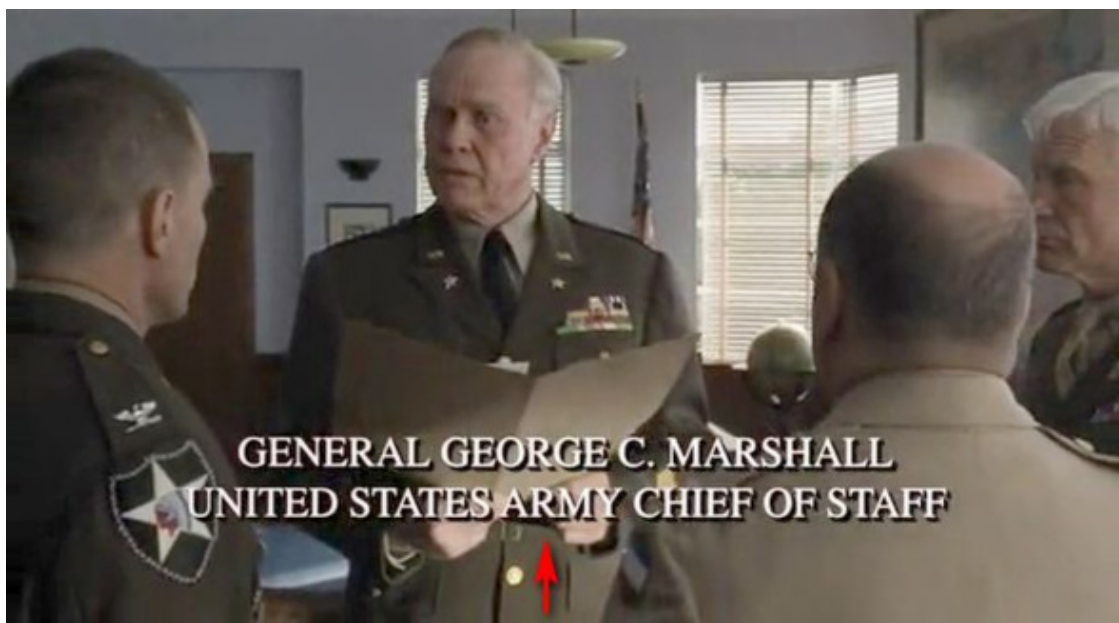 GENERAL GEORGE C. MARSHALL
UNITED STATES ARMY CHIEF OF STAFF